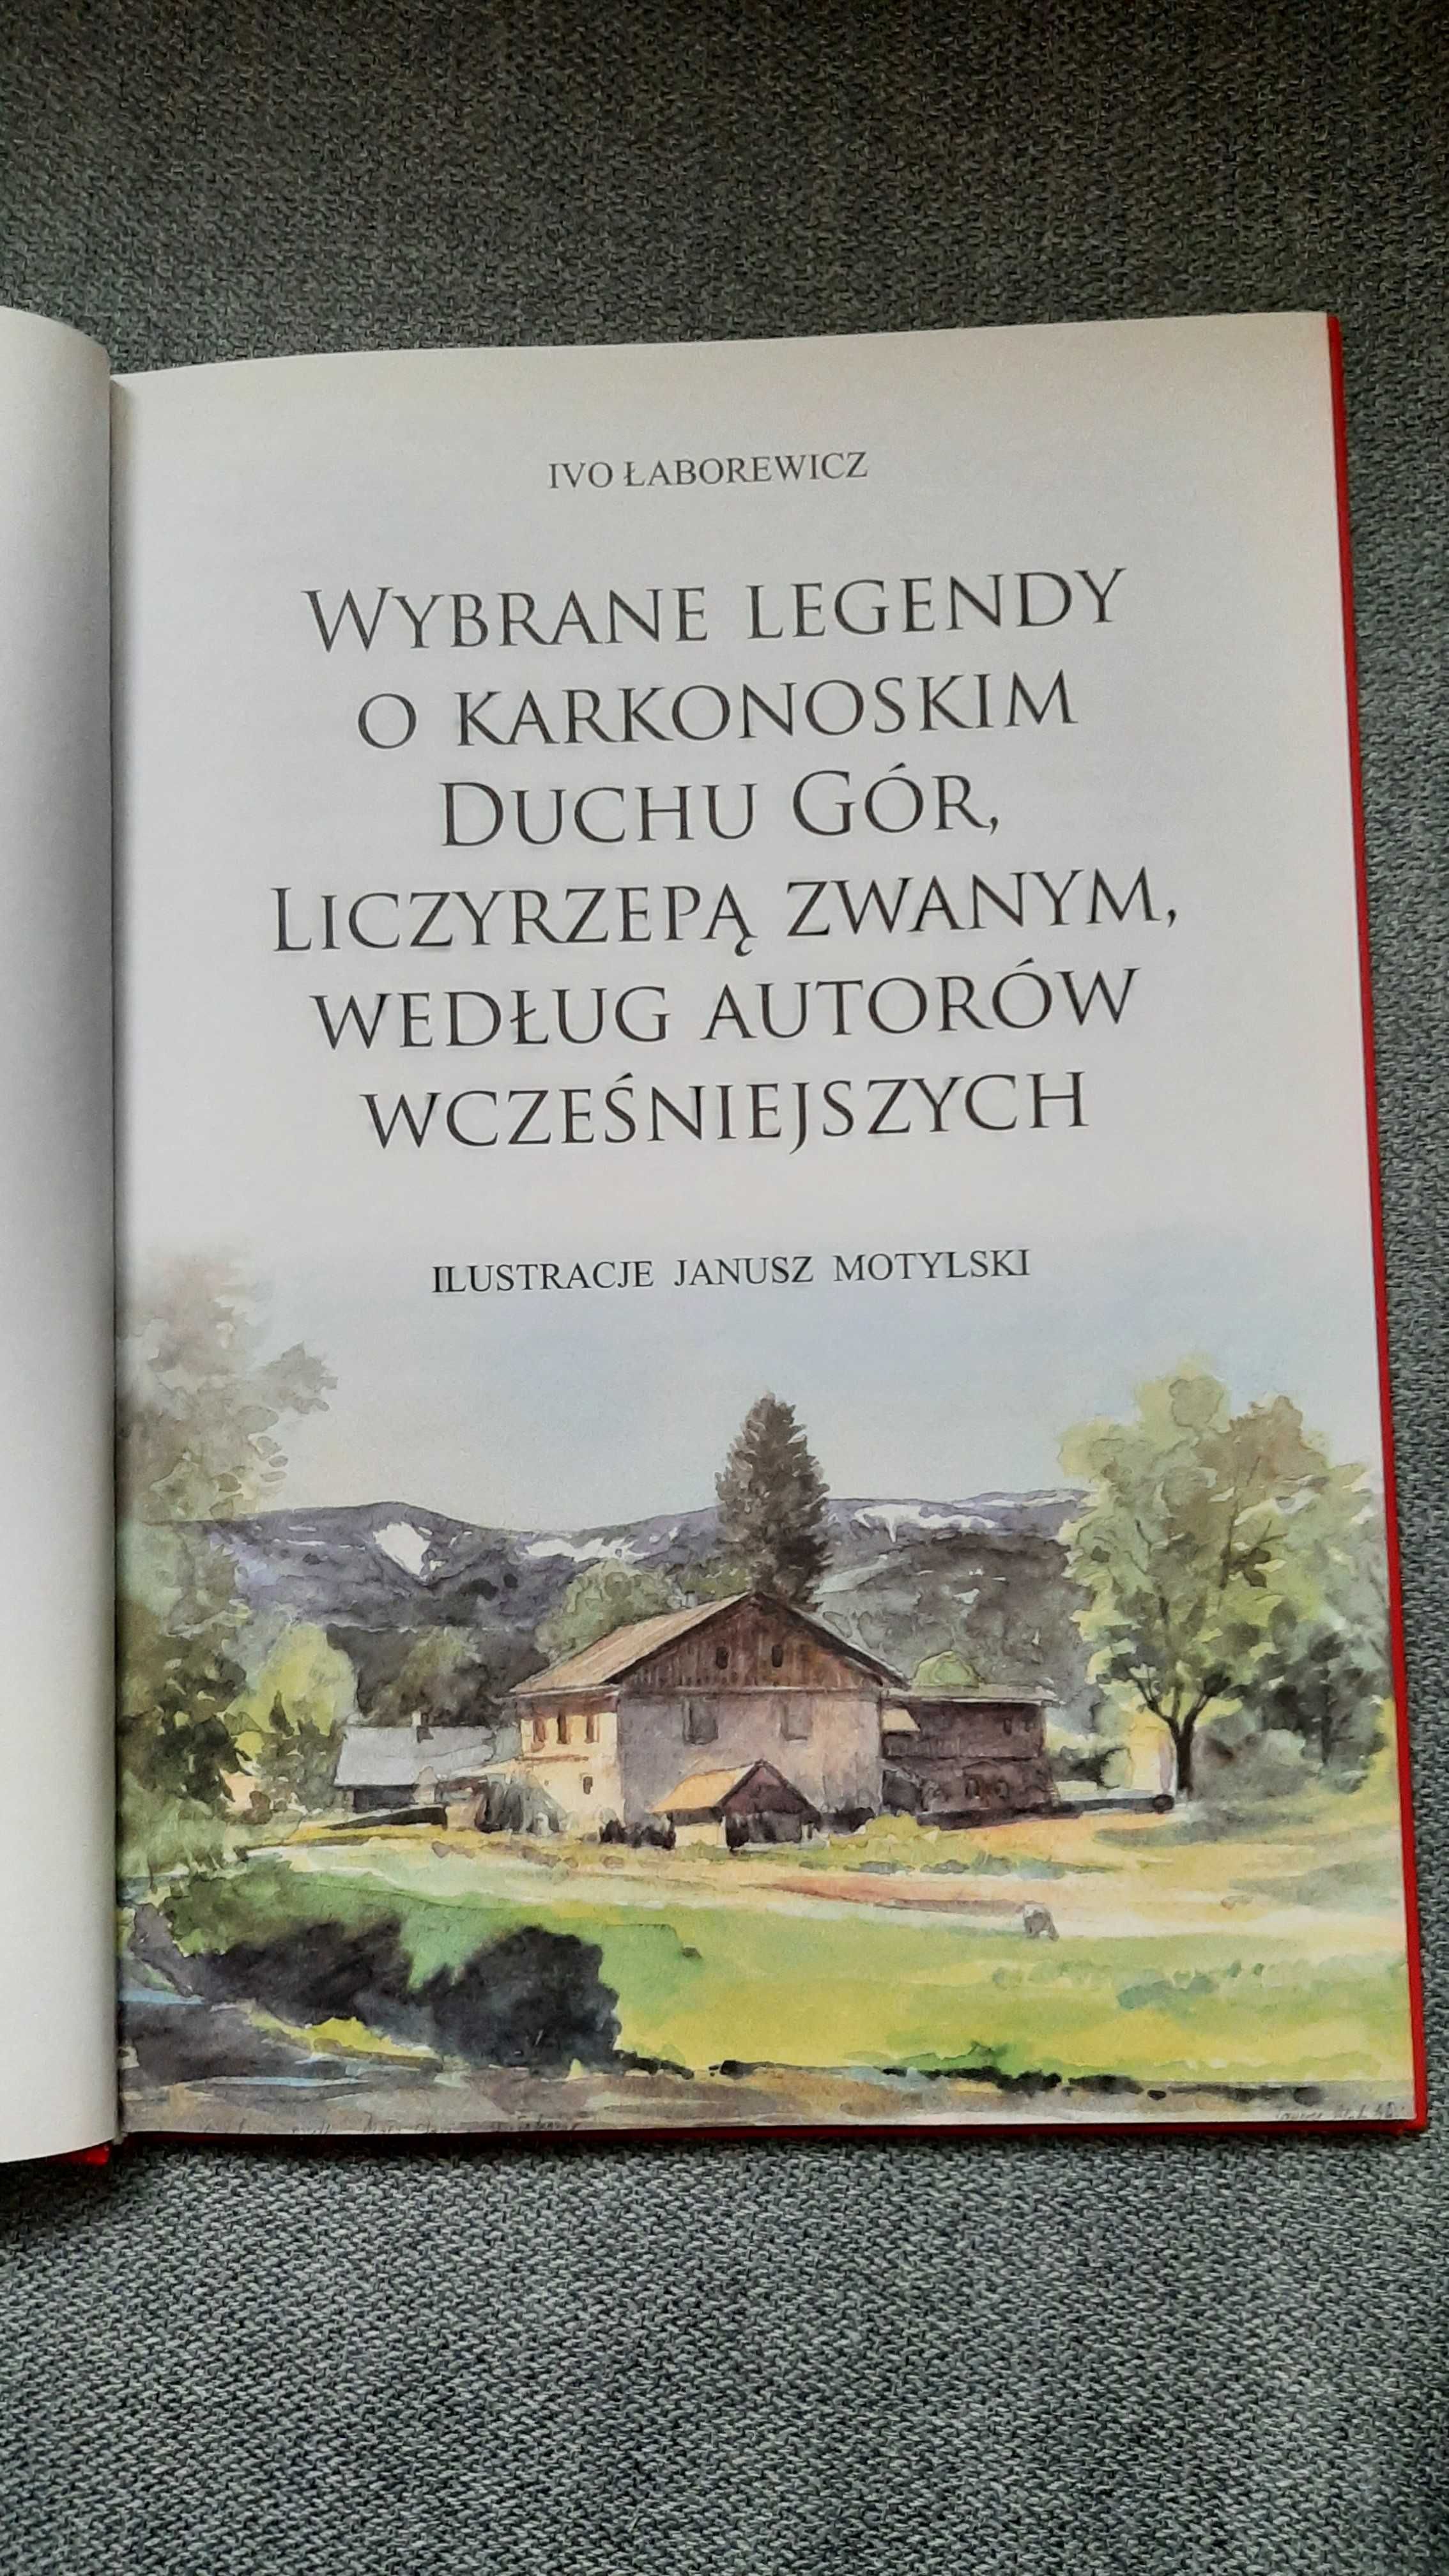 IVO ŁABOREWICZ
WYBRANE LEGENDY
O KARKONOSKIM
DUCHU GÓR,
LICZYRZEPĄ ZWANYM,
WEDŁUG AUTORÓW
WCZEŚNIEJSZYCH
ILUSTRACJE JANUSZ MOTYLSKI